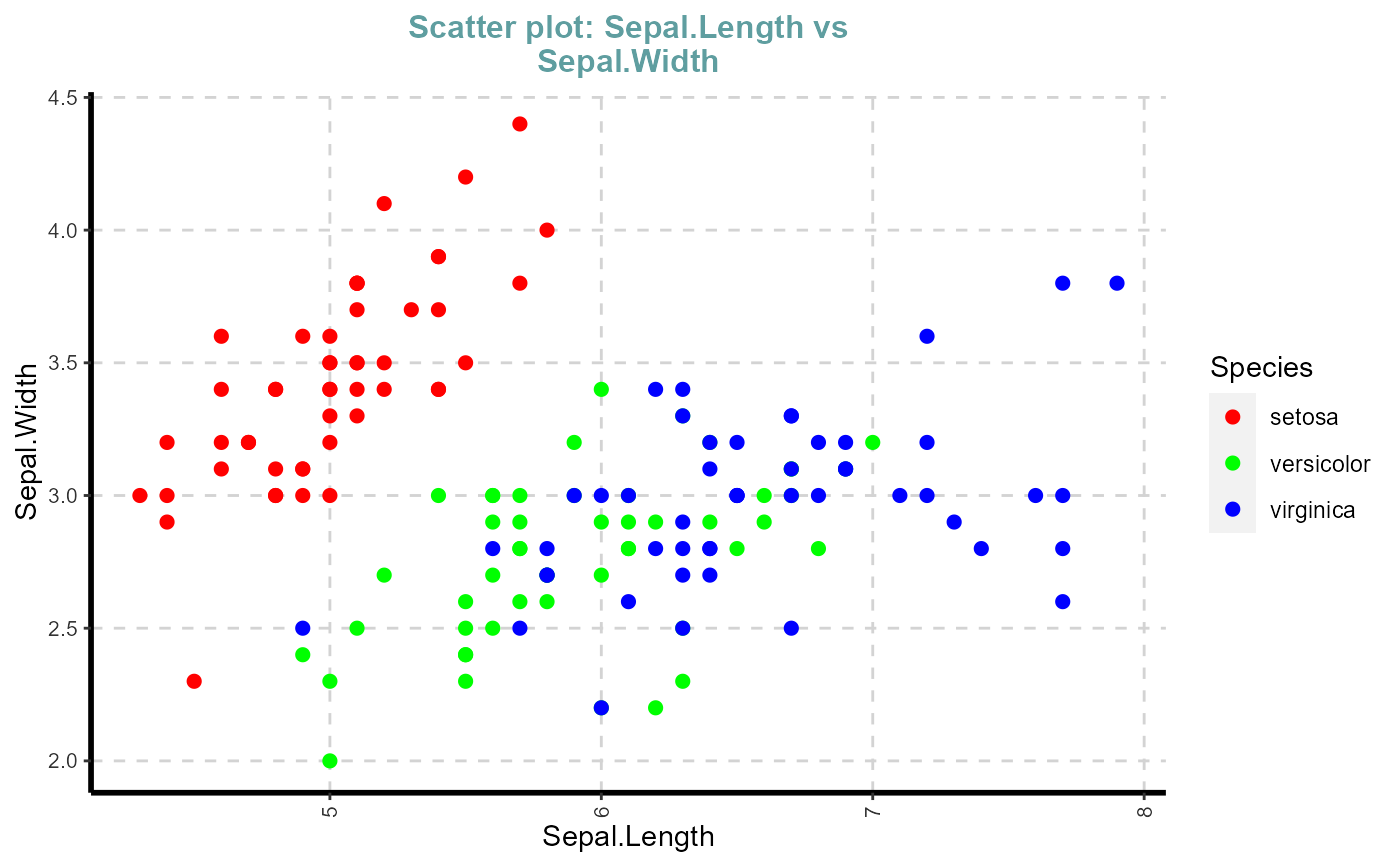 Scatter plot: Sepal.Length vs
Sepal.Width
4.5
4.0
3.5
3.0
2.5
2.0
Sepal.Width
5
6
7
8
Sepal.Length
Species
setosa
versicolor
virginica